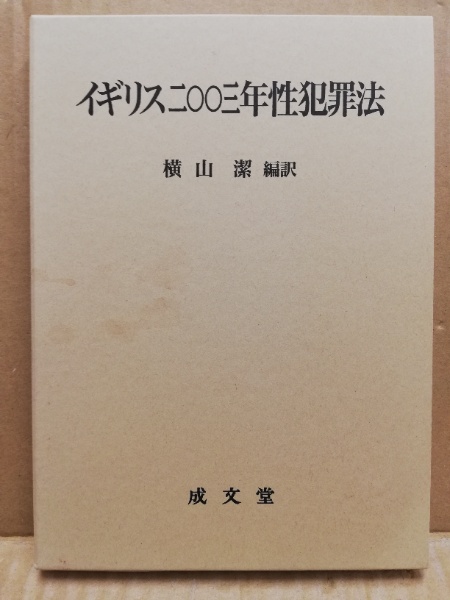 イギリス二〇〇三年性犯罪法
横山 潔 編訳
成文堂